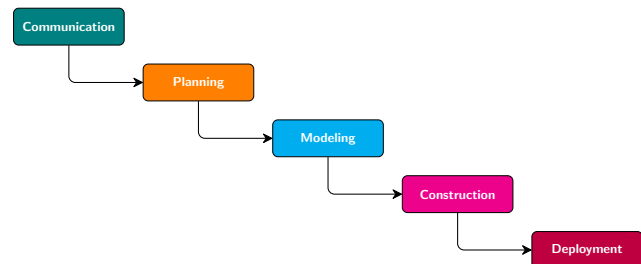 Communication
Planning
Modeling
Construction
Deployment